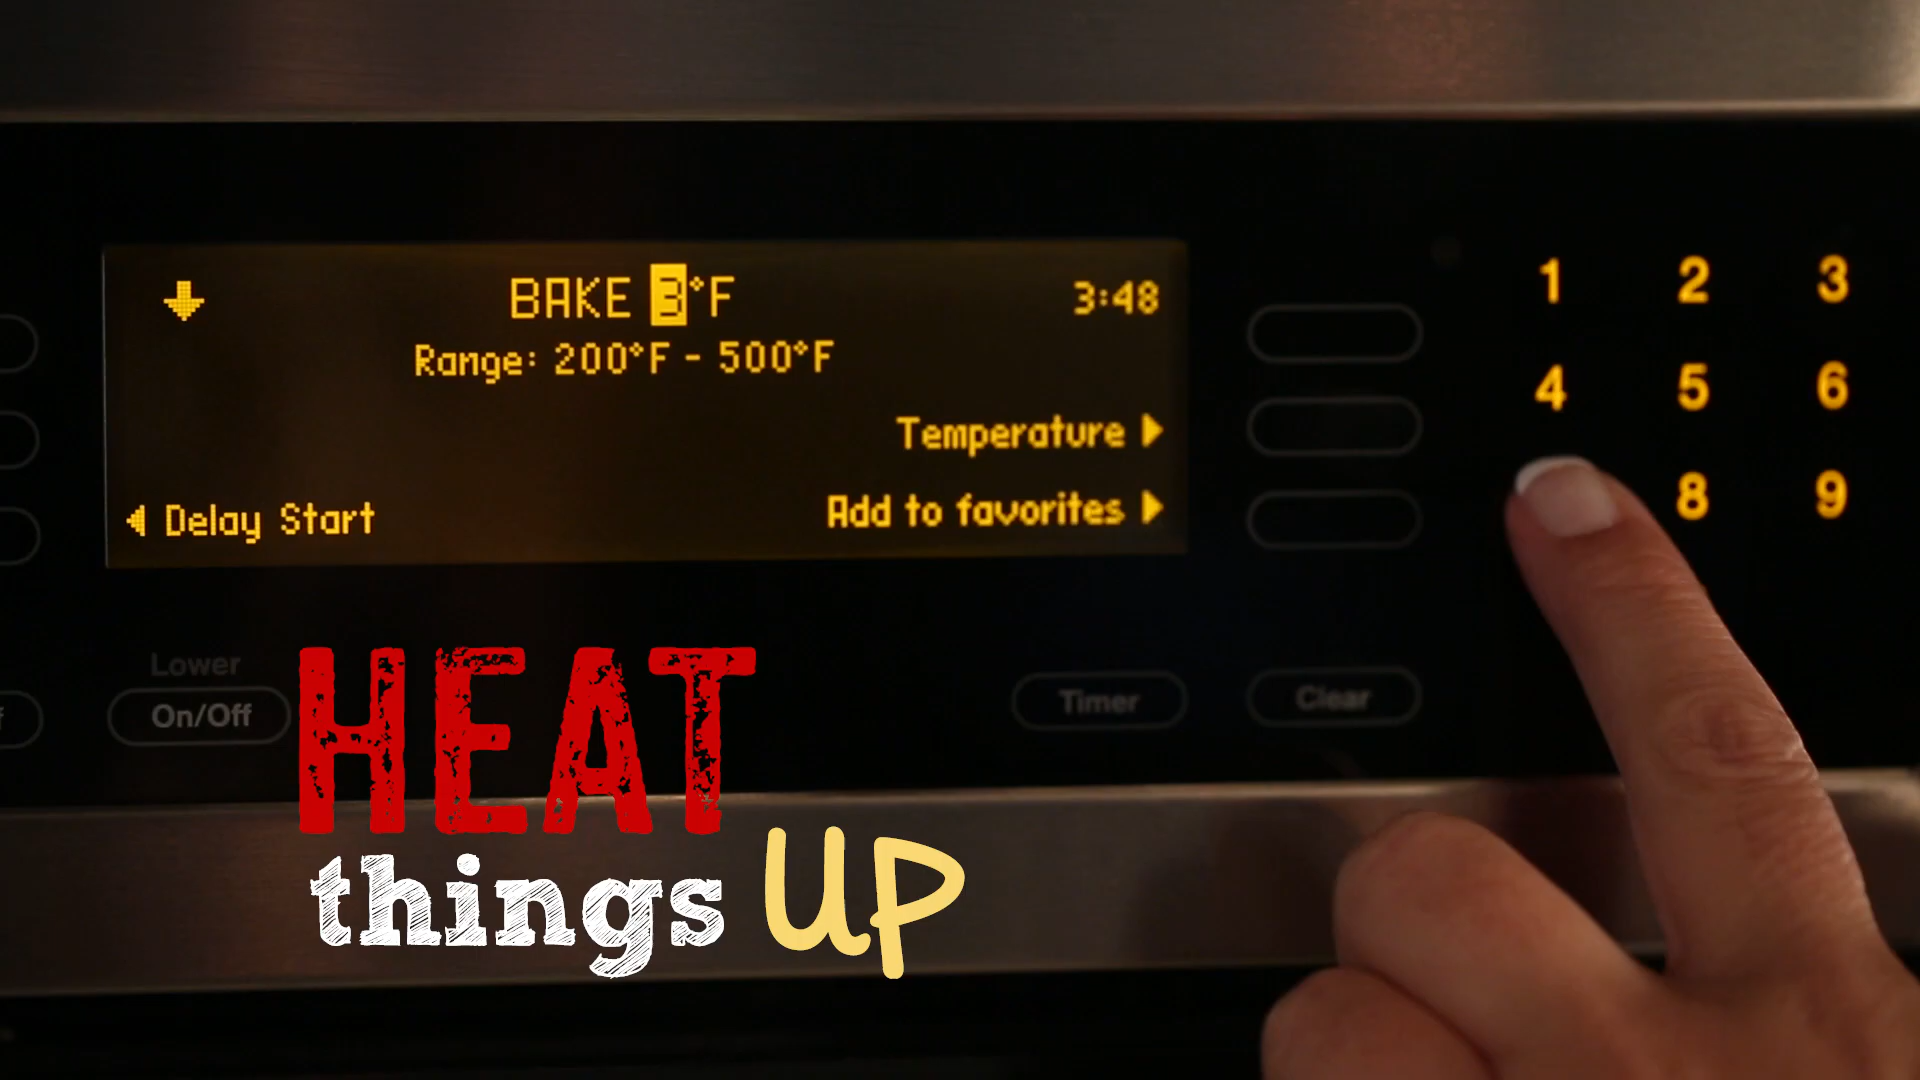 BAKE 3°F
3:48
Range: 200°F - 500°F
Temperature
Delay Start
Add to favorites
1 2 3
4 5 6
8 9
Lower
On/Off
Timer
Clear
HEAT
things UP